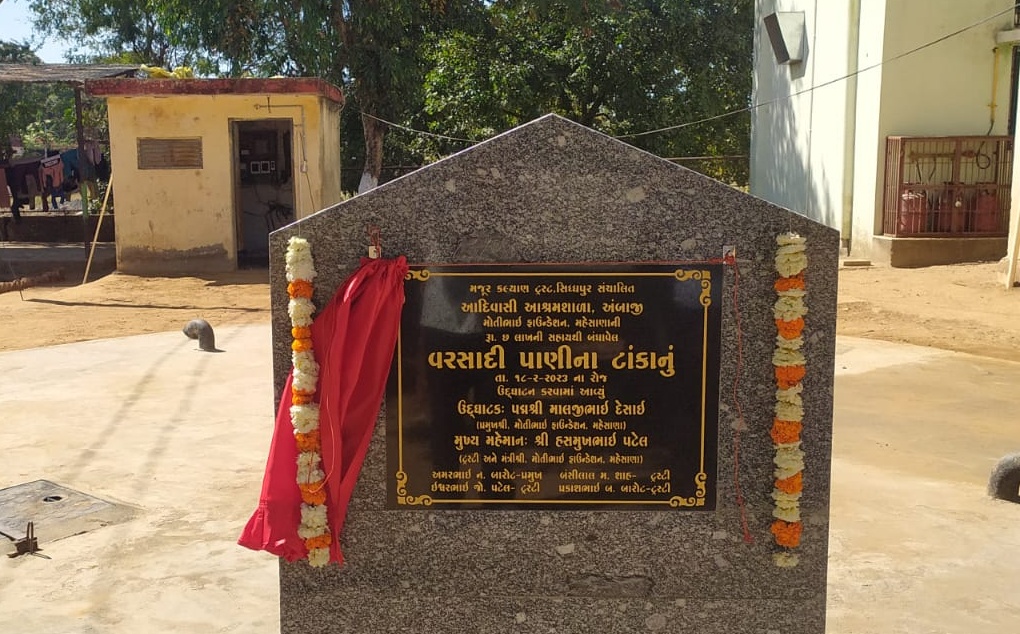 મજૂર કલ્યાણ ટ્રસ્ટ.સિધ્ધપુર સંચાલિત
આદિવાસી આશ્રમશાળા, અંબાજી
મોતીભાઈ ફાઉન્ડેશન. મહેસાણાની
રૂા. છ લાખની સહાયથી બંધાયેલ
વરસાદી પાણીના ટાંકાનું
તા. ૧૮-૨-૨૦૨૩ ના રોજ
ઉદ્ઘાટન કરવામાં આવ્યું
ઉદ્ઘાટકઃ પદ્મશ્રી માલજીભાઈ દેસાઈ
(પ્રમુખશ્રી. મોતીભાઈ ફાઉન્ડેશન. મહેસાણા)
મુખ્ય મહેમાનઃ શ્રી હસમુખભાઈ પટેલ
(ટ્રસ્ટી અને મંત્રીશ્રી. મોતીભાઈ ફાઉન્ડેશન. મહેસાણા)
અમરભાઈ ન. બારોટ-પ્રમુખ બંસીલાલ મ. શાહ- ટ્રસ્ટી
ઈશ્વરભાઈ જો. પટેલ- ટ્રસ્ટી પ્રકાશભાઈ બ. બારોટ-ટ્રસ્ટી